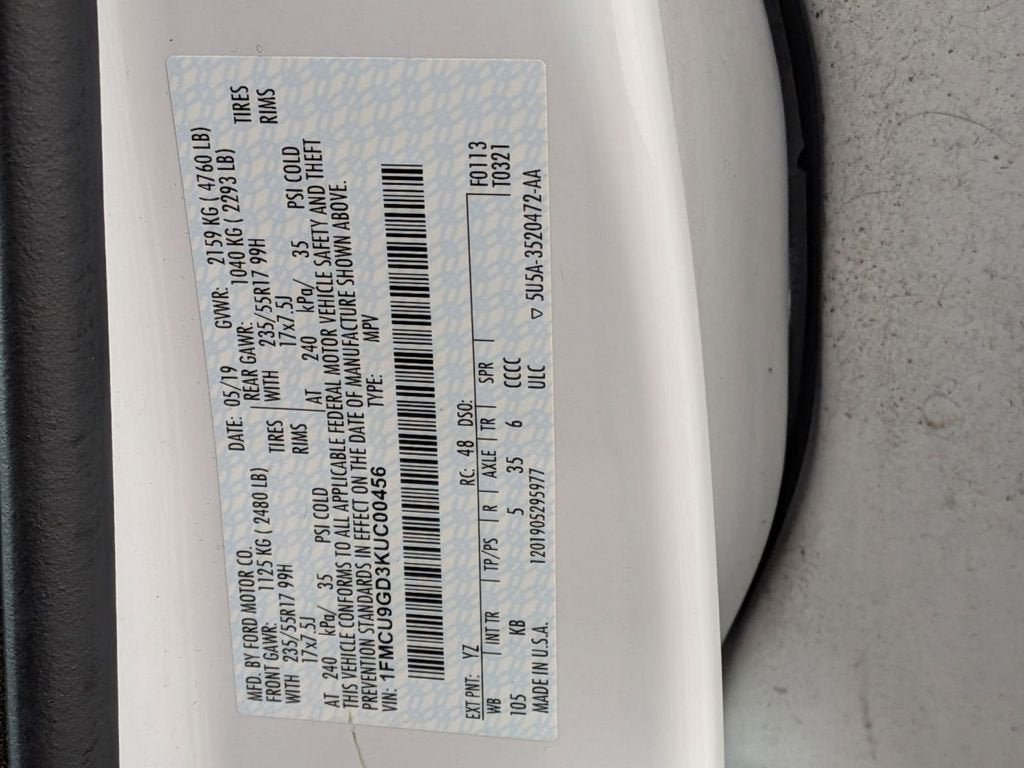 MFD. BY FORD MOTOR CO. DATE: 05/19 GVWR: 2159 KG ( 4760 LB)
FRONT GAWR: 1125 KG ( 2480 LB) REAR GAWR: 1040 KG ( 2293 LB)
WITH 235/55R17 99H TIRES WITH 235/55R17 99H TIRES
17x7.5J RIMS 17x7.5J RIMS
AT 240 kPa/ 35 PSI COLD AT 240 kPa/ 35 PSI COLD
THIS VEHICLE CONFORMS TO ALL APPLICABLE FEDERAL MOTOR VEHICLE SAFETY AND THEFT
PREVENTION STANDARDS IN EFFECT ON THE DATE OF MANUFACTURE SHOWN ABOVE.
VIN: 1FMCU9GD3KUC00456 TYPE: MPV
EXT PNT: YZ RC: 48 DSO: F0113
WB INT TR TP/PS R AXLE TR SPR T0321
105 KB 5 35 6 CCCC
MADE IN U.S.A. 1201905295977 ULC ▽ 5U5A-3520472-AA